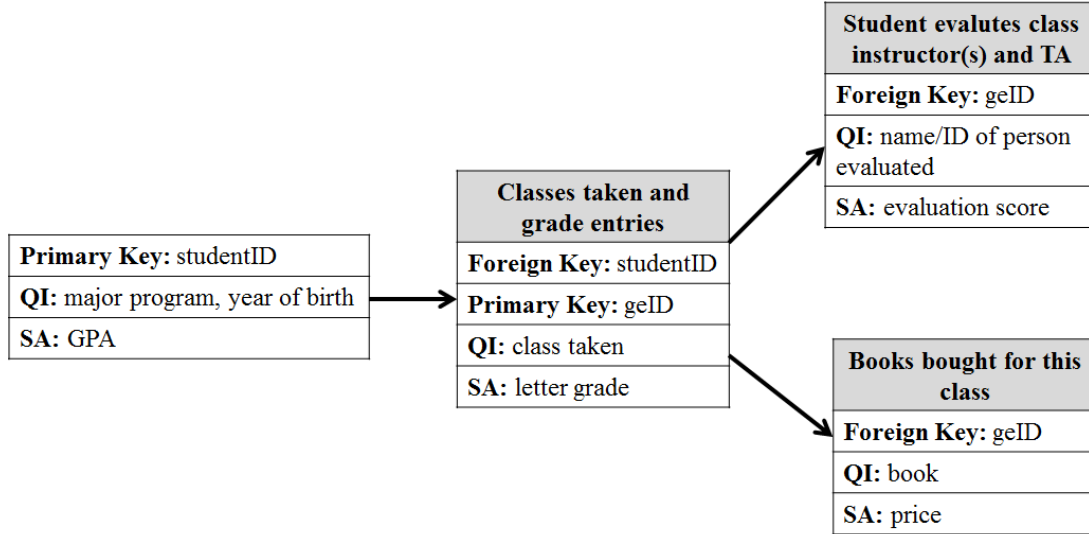 Primary Key: studentID
QI: major program, year of birth
SA: GPA
Classes taken and
grade entries
Foreign Key: studentID
Primary Key: geID
QI: class taken
SA: letter grade
Student evalutes class
instructor(s) and TA
Foreign Key: geID
QI: name/ID of person
evaluated
SA: evaluation score
Books bought for this
class
Foreign Key: geID
QI: book
SA: price